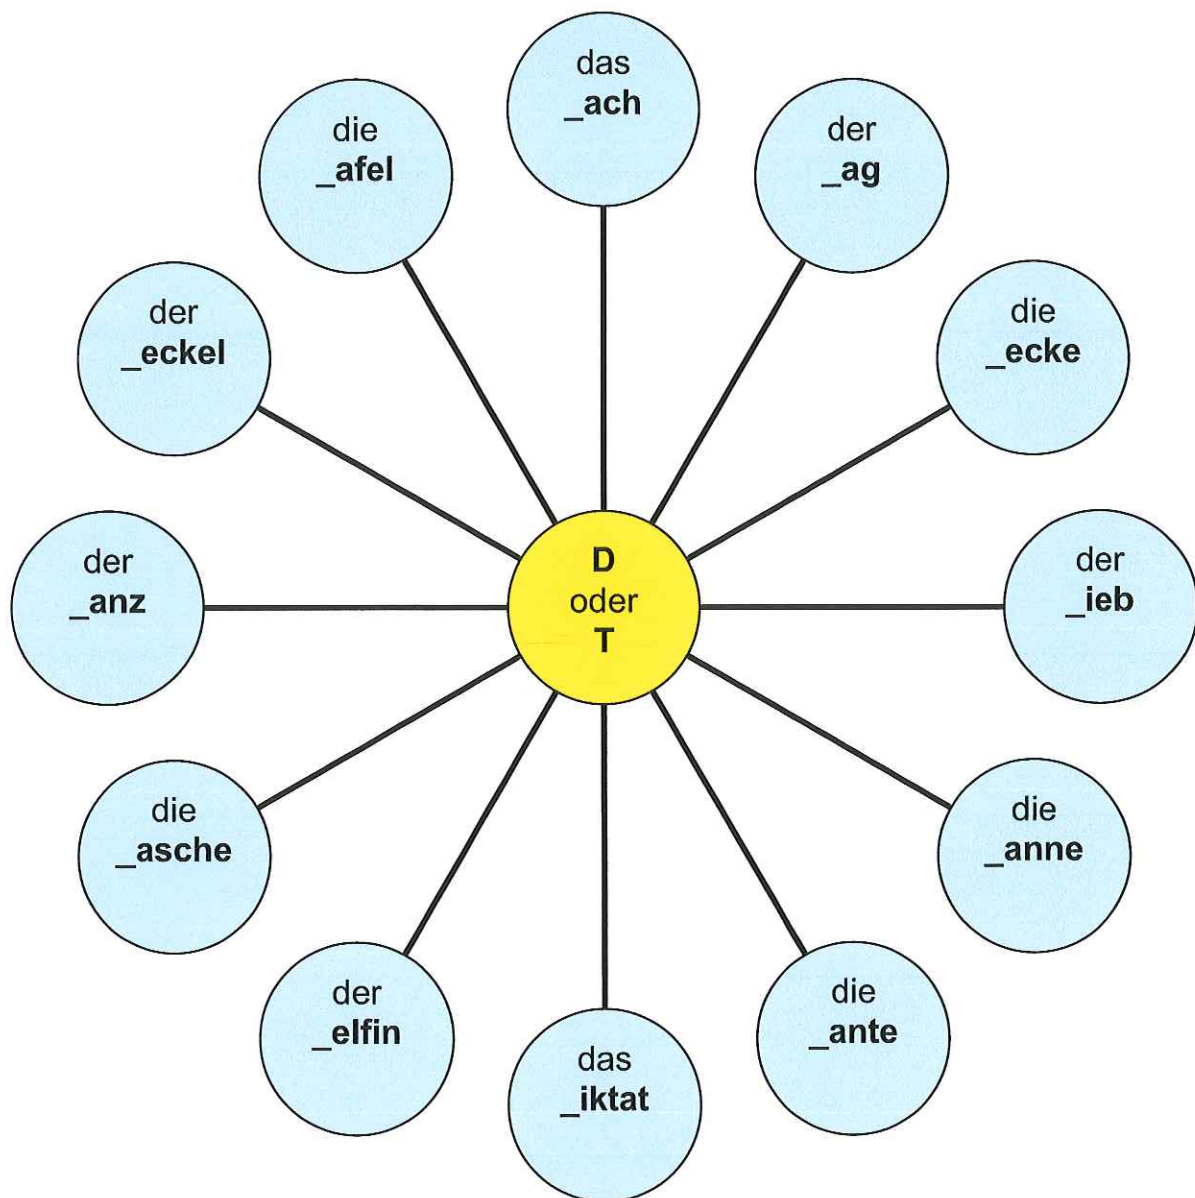 das
_ach
der
_ag
die
_ecke
der
_ieb
die
_anne
die
_ante
das
_iktat
der
_elfin
die
_asche
der
_anz
der
_eckel
die
_afel
D
oder
T